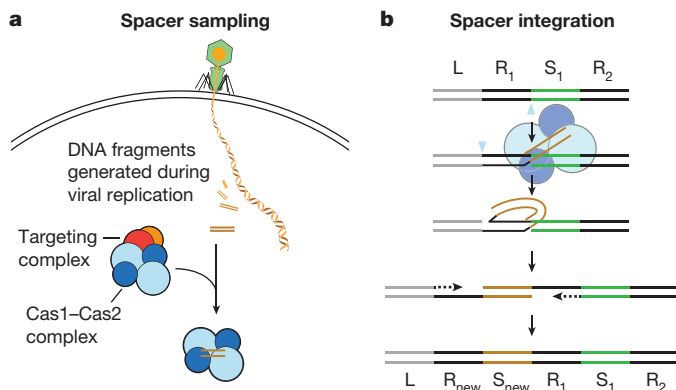 a Spacer sampling
DNA fragments
generated during
viral replication
Targeting
complex
Cas1–Cas2
complex
b Spacer integration
L R1 S1 R2
L Rnew Snew R1 S1 R2